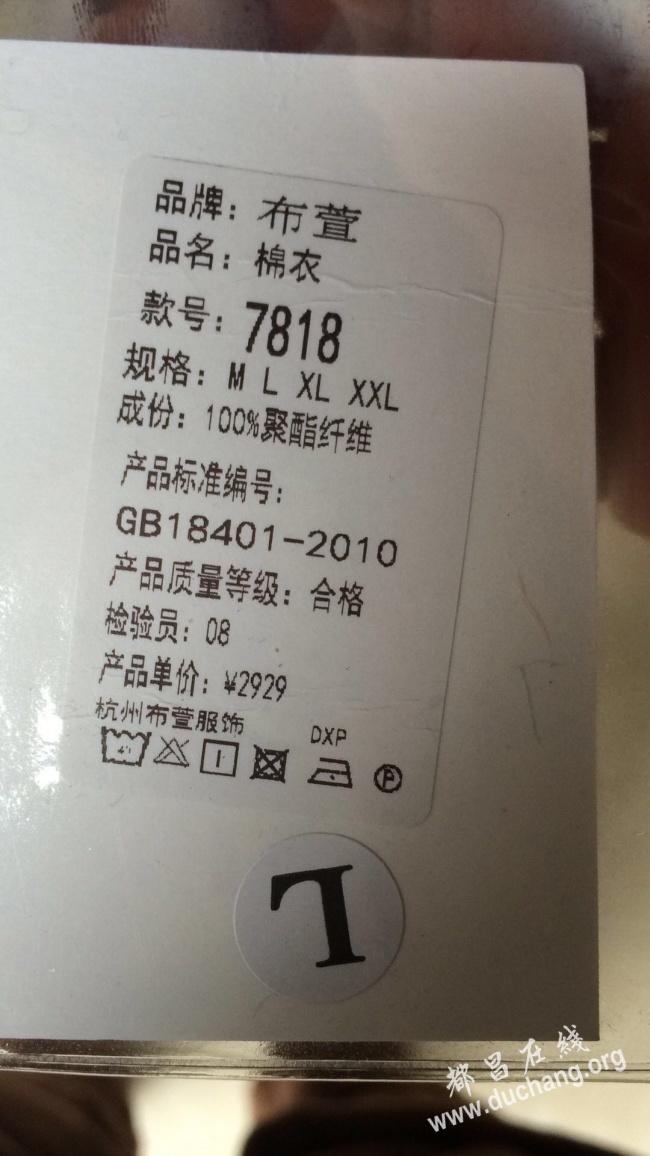 品牌：布萱
品名：棉衣
款号：7818
规格：M L XL XXL
成份：100%聚酯纤维
产品标准编号：
GB18401-2010
产品质量等级：合格
检验员：08
产品单价：¥2929
杭州布萱服饰
DXP
P
L
都昌在线
www.duchang.org